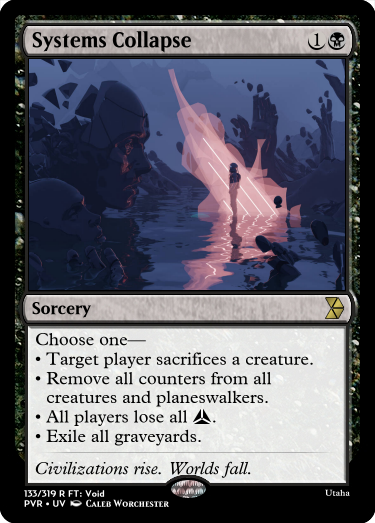 Systems Collapse 1
Sorcery
Choose one—
• Target player sacrifices a creature.
• Remove all counters from all
creatures and planeswalkers.
• All players lose all .
• Exile all graveyards.
Civilizations rise. Worlds fall.
133/319 R FT: Void
Utaha
PVR • UV CALEB WORCHESTER